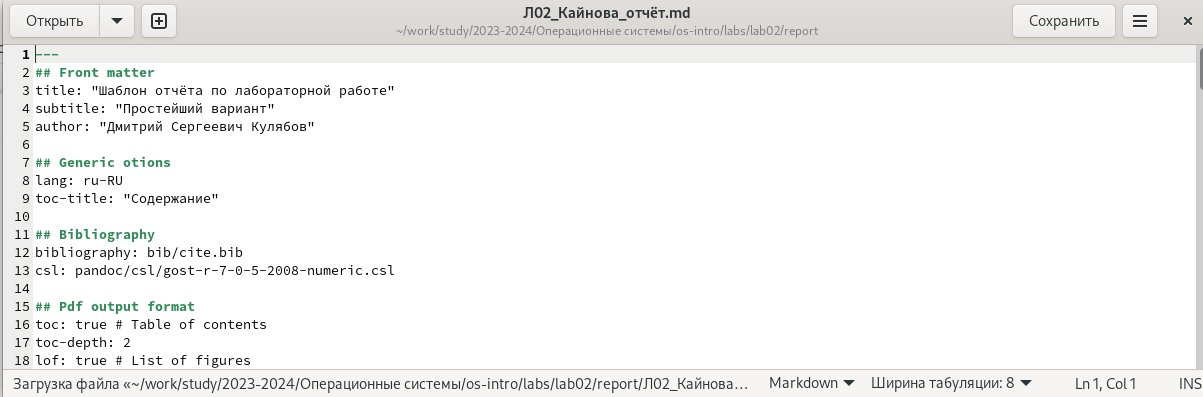 Открыть
Л02_Кайнова_отчёт.md
~/work/study/2023-2024/Операционные системы/os-intro/labs/lab02/report
Сохранить
1 ---
2 ## Front matter
3 title: "Шаблон отчёта по лабораторной работе"
4 subtitle: "Простейший вариант"
5 author: "Дмитрий Сергеевич Кулябов"
6
7 ## Generic otions
8 lang: ru-RU
9 toc-title: "Содержание"
10
11 ## Bibliography
12 bibliography: bib/cite.bib
13 csl: pandoc/csl/gost-r-7-0-5-2008-numeric.csl
14
15 ## Pdf output format
16 toc: true # Table of contents
17 toc-depth: 2
18 lof: true # List of figures
Загрузка файла «~/work/study/2023-2024/Операционные системы/os-intro/labs/lab02/report/Л02_Кайнова… Markdown Ширина табуляции: 8 Ln 1, Col 1 INS